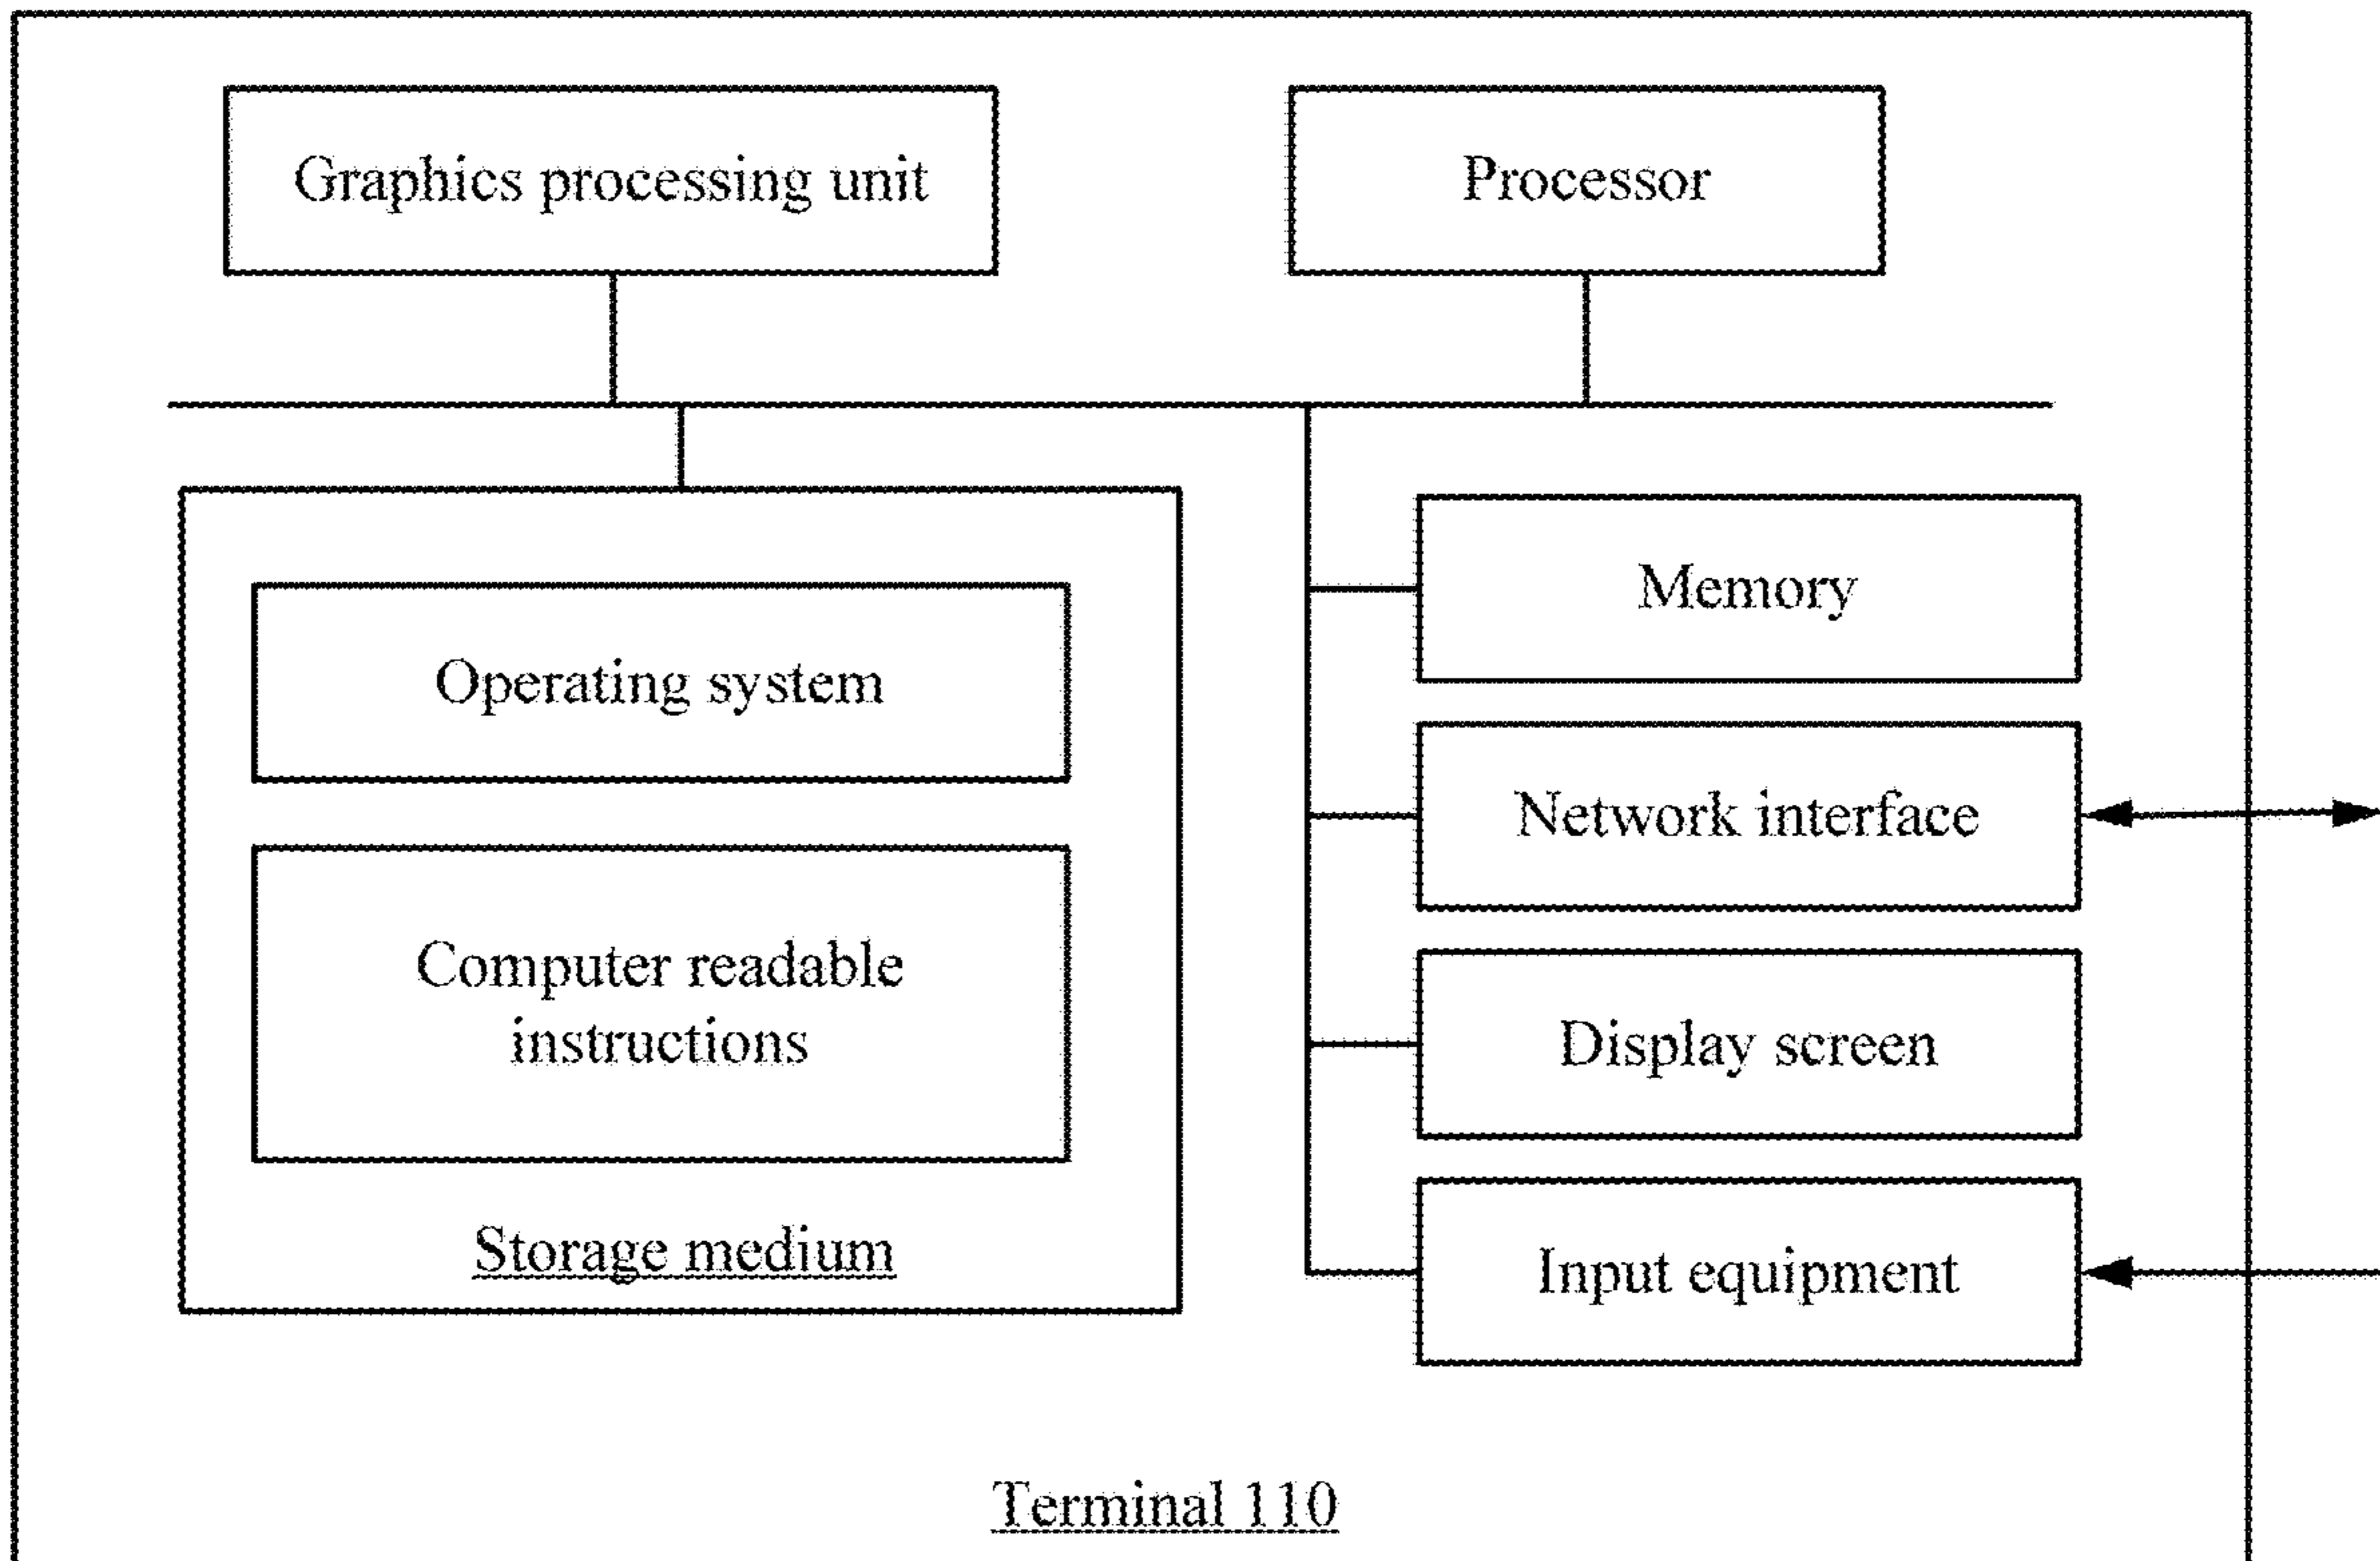 Graphics processing unit
Processor
Operating system
Computer readable
instructions
Storage medium
Memory
Network interface
Display screen
Input equipment
Terminal 110